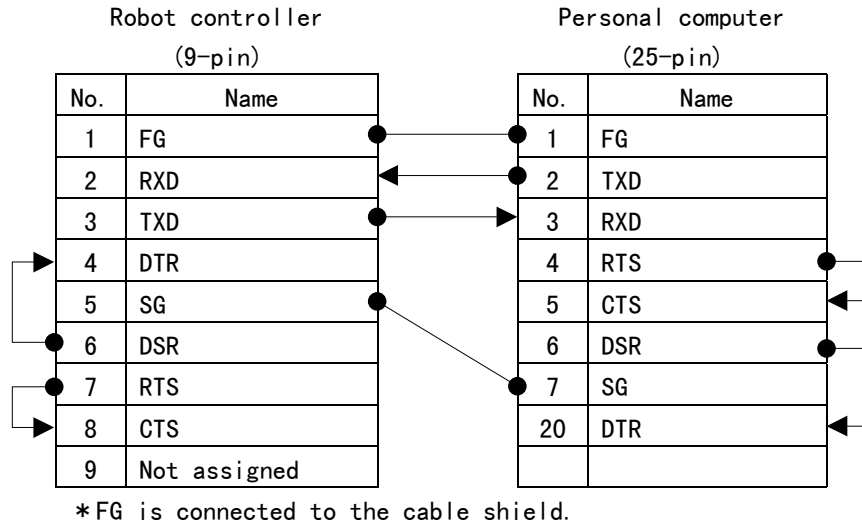 Robot controller Personal computer
(9-pin) (25-pin)
No. Name No. Name
1 FG 1 FG
2 RXD 2 TXD
3 TXD 3 RXD
4 DTR 4 RTS
5 SG 5 CTS
6 DSR 6 DSR
7 RTS 7 SG
8 CTS 20 DTR
9 Not assigned
*FG is connected to the cable shield.